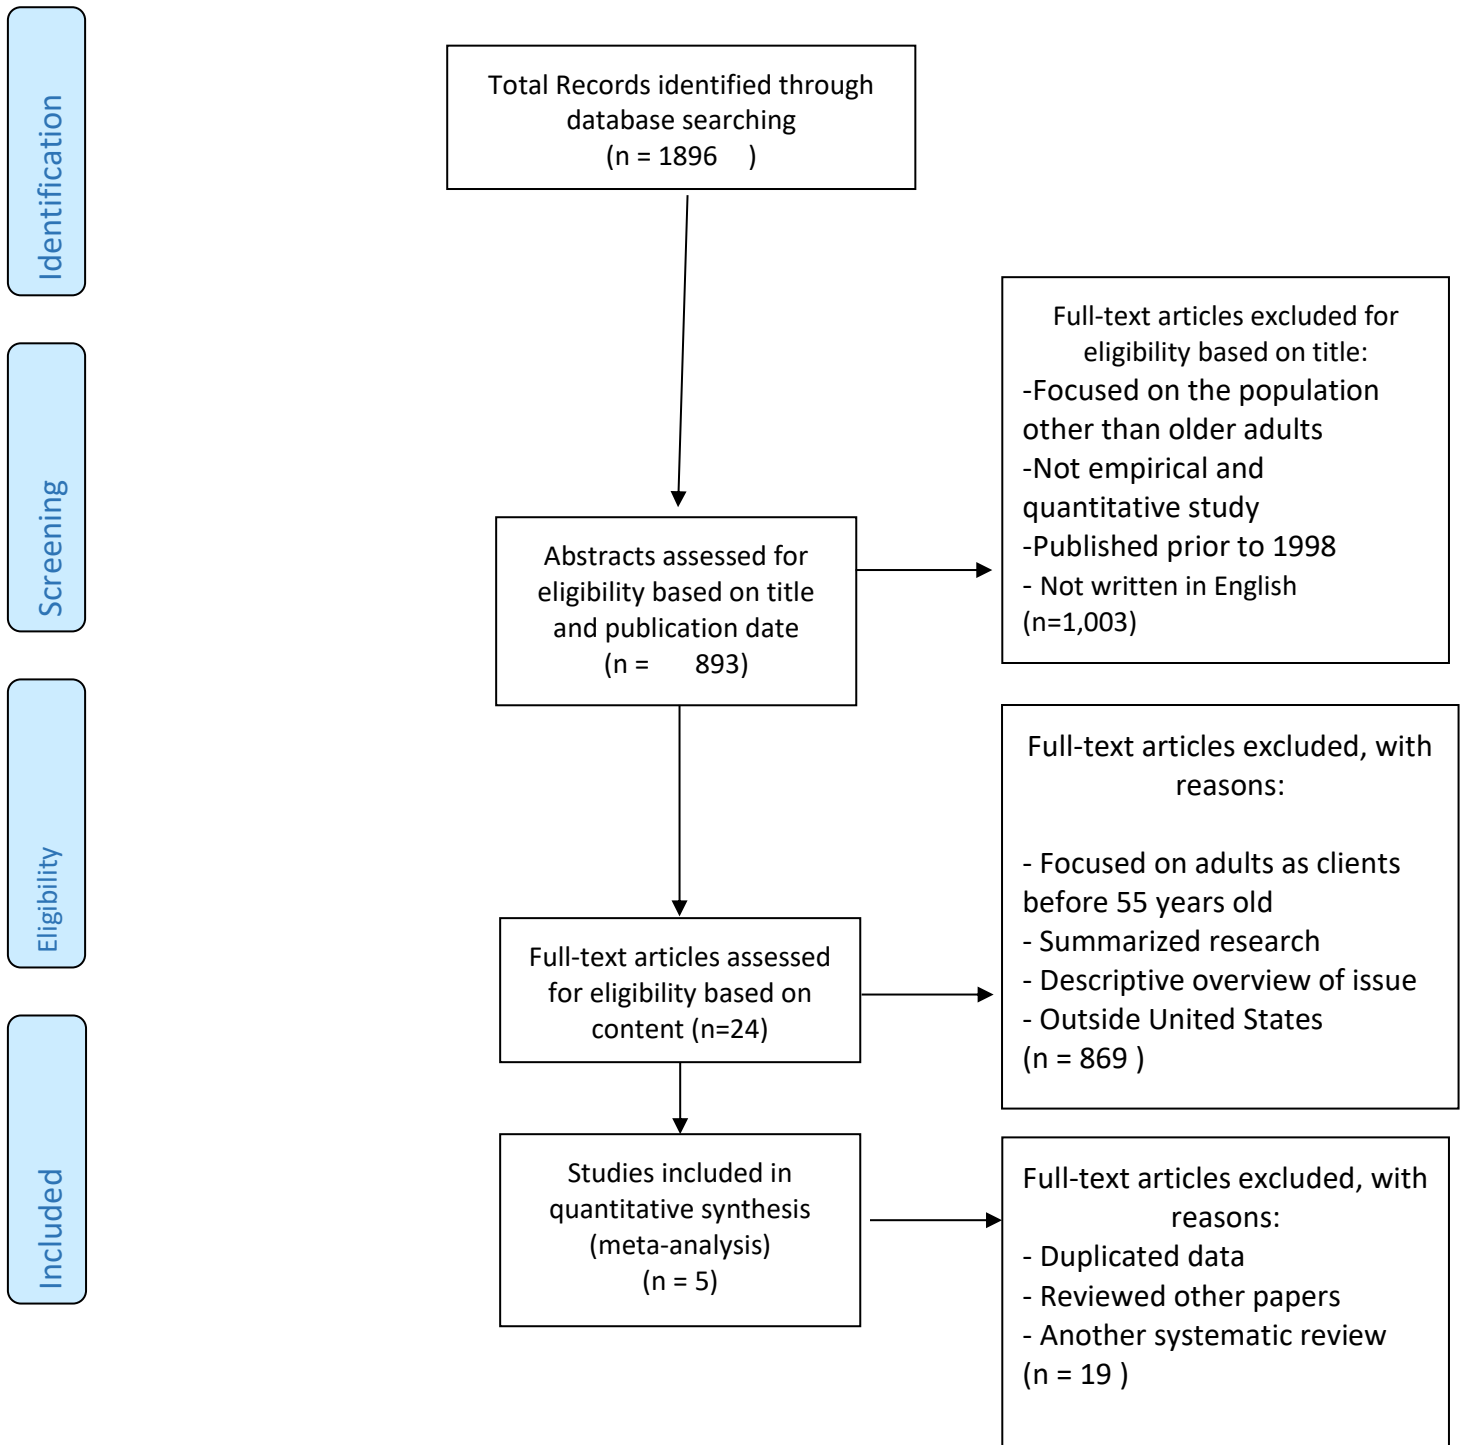 Identification
Total Records identified through
database searching
(n = 1896 )
Screening
Full-text articles excluded for
eligibility based on title:
-Focused on the population
other than older adults
-Not empirical and
quantitative study
-Published prior to 1998
- Not written in English
(n=1,003)
Abstracts assessed for
eligibility based on title
and publication date
(n = 893)
Eligibility
Full-text articles excluded, with
reasons:
- Focused on adults as clients
before 55 years old
- Summarized research
- Descriptive overview of issue
- Outside United States
(n = 869 )
Full-text articles assessed
for eligibility based on
content (n=24)
Included
Studies included in
quantitative synthesis
(meta-analysis)
(n = 5)
Full-text articles excluded, with
reasons:
- Duplicated data
- Reviewed other papers
- Another systematic review
(n = 19 )